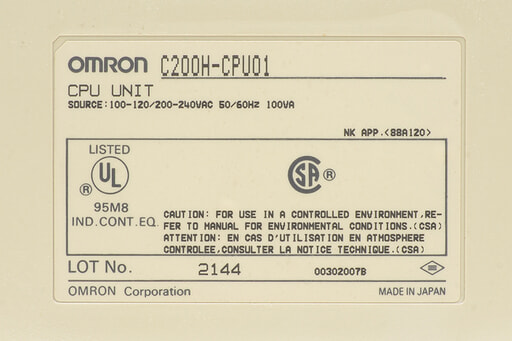 OMRON C200H-CPU01
CPU UNIT
SOURCE:100-120/200-240VAC 50/60Hz 100VA
NK APP.<88A120>
LISTED
UL ®
95M8
IND.CONT.EQ.
SA ®
CAUTION: FOR USE IN A CONTROLLED ENVIRONMENT,RE-
FER TO MANUAL FOR ENVIRONMENTAL CONDITIONS.(CSA)
ATTENTION: EN CAS D'UTILISATION EN ATMOSPHERE
CONTROLEE,CONSULTER LA NOTICE TECHNIQUE.(CSA)
LOT No. 2144 00302007B
OMRON Corporation MADE IN JAPAN